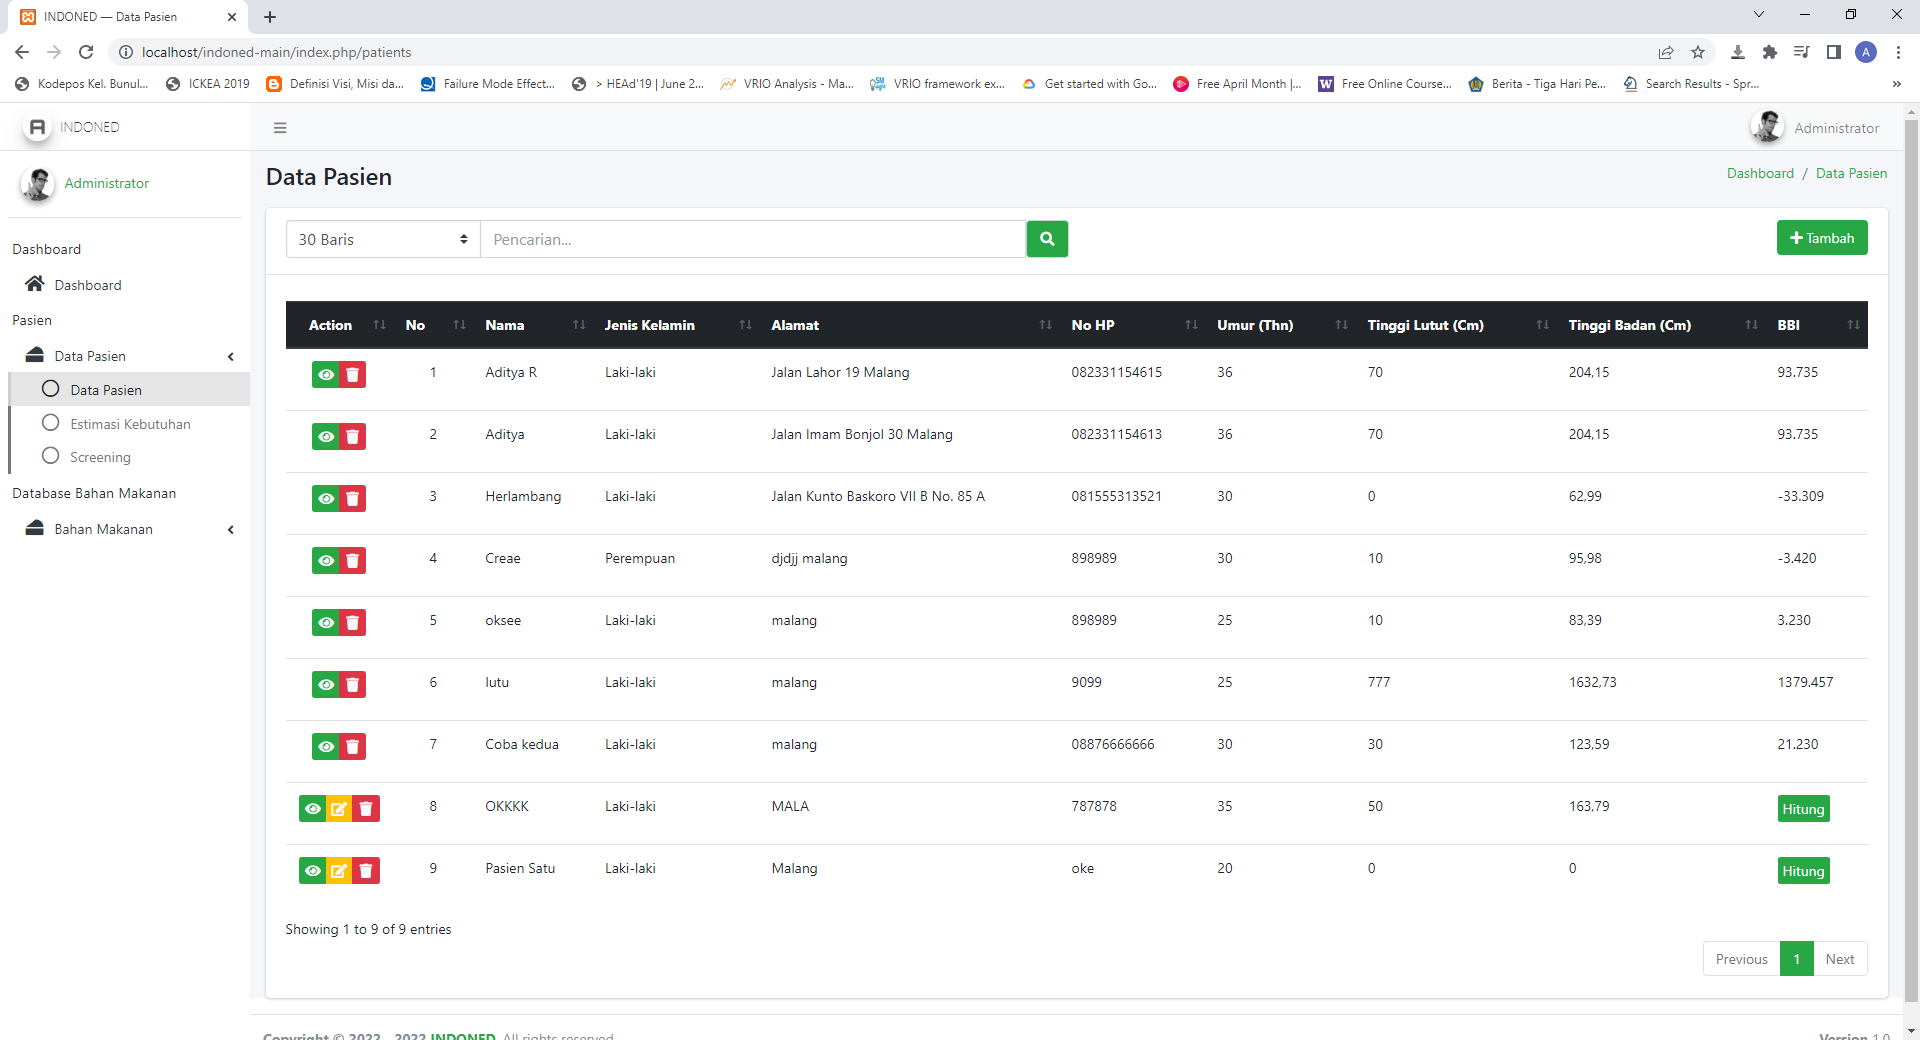 INDONED — Data Pasien
localhost/indoned-main/index.php/patients
A
Kodepos Kel. Bunul... ICKEA 2019 Definisi Visi, Misi da... Failure Mode Effect... > HEAd'19 | June 2... VRIO Analysis - Ma... VRIO framework ex... Get started with Go... Free April Month |... Free Online Course... Berita - Tiga Hari Pe... Search Results - Spr... »
INDONED
Administrator
Administrator
Data Pasien
Dashboard / Data Pasien
30 Baris Pencarian... Tambah
Dashboard
Dashboard
Pasien
Data Pasien
Data Pasien
Estimasi Kebutuhan
Screening
Database Bahan Makanan
Bahan Makanan
Action No Nama Jenis Kelamin Alamat No HP Umur (Thn) Tinggi Lutut (Cm) Tinggi Badan (Cm) BBI
1 Aditya R Laki-laki Jalan Lahor 19 Malang 082331154615 36 70 204,15 93.735
2 Aditya Laki-laki Jalan Imam Bonjol 30 Malang 082331154613 36 70 204,15 93.735
3 Herlambang Laki-laki Jalan Kunto Baskoro VII B No. 85 A 081555313521 30 0 62,99 -33.309
4 Creae Perempuan djdjj malang 898989 30 10 95,98 -3.420
5 oksee Laki-laki malang 898989 25 10 83,39 3.230
6 lutu Laki-laki malang 9099 25 777 1632,73 1379.457
7 Coba kedua Laki-laki malang 08876666666 30 30 123,59 21.230
8 OKKKK Laki-laki MALA 787878 35 50 163,79 Hitung
9 Pasien Satu Laki-laki Malang oke 20 0 0 Hitung
Showing 1 to 9 of 9 entries
Previous 1 Next
Copyright © 2022 - 2022 INDONED. All rights reserved.
Version 1.0